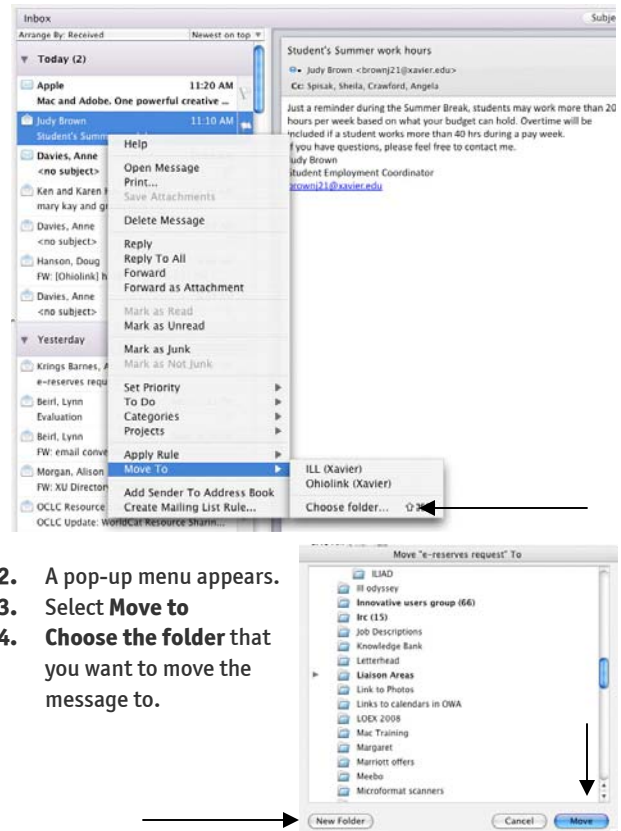 Inbox
Subje
Arrange By: Received Newest on top
Today (2)
Apple 11:20 AM
Mac and Adobe. One powerful creative ...
Judy Brown 11:10 AM
Student's Summ
Davies, Anne
<no subject>
Ken and Karen
mary kay and gr
Davies, Anne
<no subject>
Hanson, Doug
FW: [Ohiolink] h
Davies, Anne
<no subject>
Yesterday
Krings Barnes, A
e-reserves requ
Beirl, Lynn
Evaluation
Beirl, Lynn
FW: email conve
Morgan, Alison
FW: XU Director
OCLC Resource
OCLC Update: WorldCat Resource Sharin...
Help
Open Message
Print...
Save Attachments
Delete Message
Reply
Reply To All
Forward
Forward as Attachment
Mark as Read
Mark as Unread
Mark as Junk
Mark as Not Junk
Set Priority
To Do
Categories
Projects
Apply Rule
Move To
Add Sender To Address Book
Create Mailing List Rule...
ILL (Xavier)
Ohiolink (Xavier)
Choose folder... ⇧⌘
Student's Summer work hours
Judy Brown <brownj21@xavier.edu>
Cc: Spisak, Sheila, Crawford, Angela
Just a reminder during the Summer Break, students may work more than 20
hours per week based on what your budget can hold. Overtime will be
included if a student works more than 40 hrs during a pay week.
f you have questions, please feel free to contact me.
udy Brown
tudent Employment Coordinator
brownj21@xavier.edu
2. A pop-up menu appears.
3. Select Move to
4. Choose the folder that
you want to move the
message to.
Move "e-reserves request" To
ILIAD
Ill odyssey
Innovative users group (66)
Irc (15)
Job Descriptions
Knowledge Bank
Letterhead
Liaison Areas
Link to Photos
Links to calendars in OWA
LOEX 2008
Mac Training
Margaret
Marriott offers
Meebo
Microformat scanners
New Folder Cancel Move